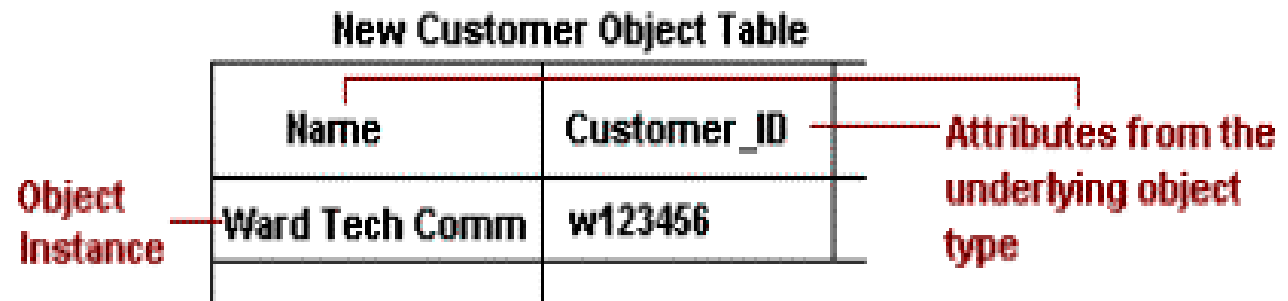 New Customer Object Table
Name
Customer_ID
Attributes from the
underlying object
type
Object
Instance
Ward Tech Comm
w123456